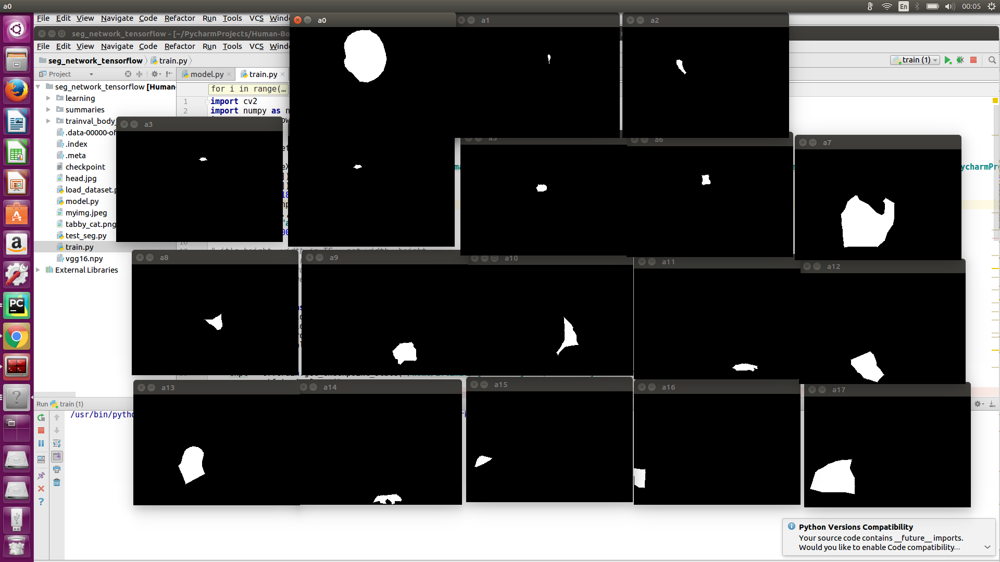 a0
En
00:05
File Edit View Navigate Code Refactor Run Tools VCS Windo
a0
a1
a2
seg_network_tensorflow - [~/PycharmProjects/Human-Bo
File Edit View Navigate Code Refactor Run Tools VCS Windo
seg_network_tensorflow
train.py
train (1)
Project
model.py
train.py
seg_network_tensorflow [Human-
for i in range(…
learning
1 import cv2
summaries
2 import numpy as n
trainval_body_
a3
.data-00000-of
.index
.meta
checkpoint
head.jpg
load_dataset.p
model.py
myimg.jpeg
tabby_cat.png
test_seg.py
train.py
vgg16.npy
External Libraries
a6
a7
ycharmPr
a8
a9
a10
a11
a12
a13
a14
a15
a16
a17
Run train (1)
/usr/bin/pytho
Python Versions Compatibility
Your source code contains __future__ imports.
Would you like to enable Code compatibility...